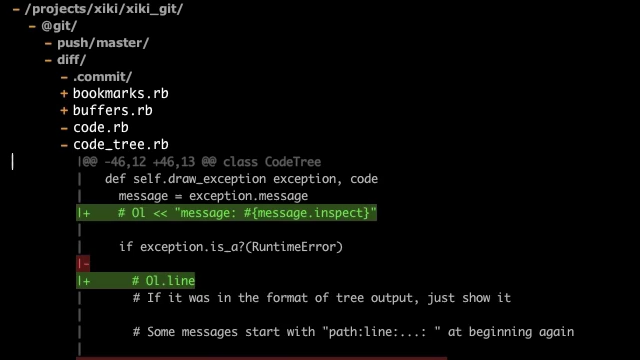 – /projects/xiki/xiki_git/
– @git/
– push/master/
– diff/
– .commit/
+ bookmarks.rb
+ buffers.rb
– code.rb
– code_tree.rb
|@@ -46,12 +46,13 @@ class CodeTree
| def self.draw_exception exception, code
| message = exception.message
|+ # Ol << "message: #{message.inspect}"
|
| if exception.is_a?(RuntimeError)
|-
|+ # Ol.line
| # If it was in the format of tree output, just show it
|
| # Some messages start with "path:line:...: " at beginning again
|